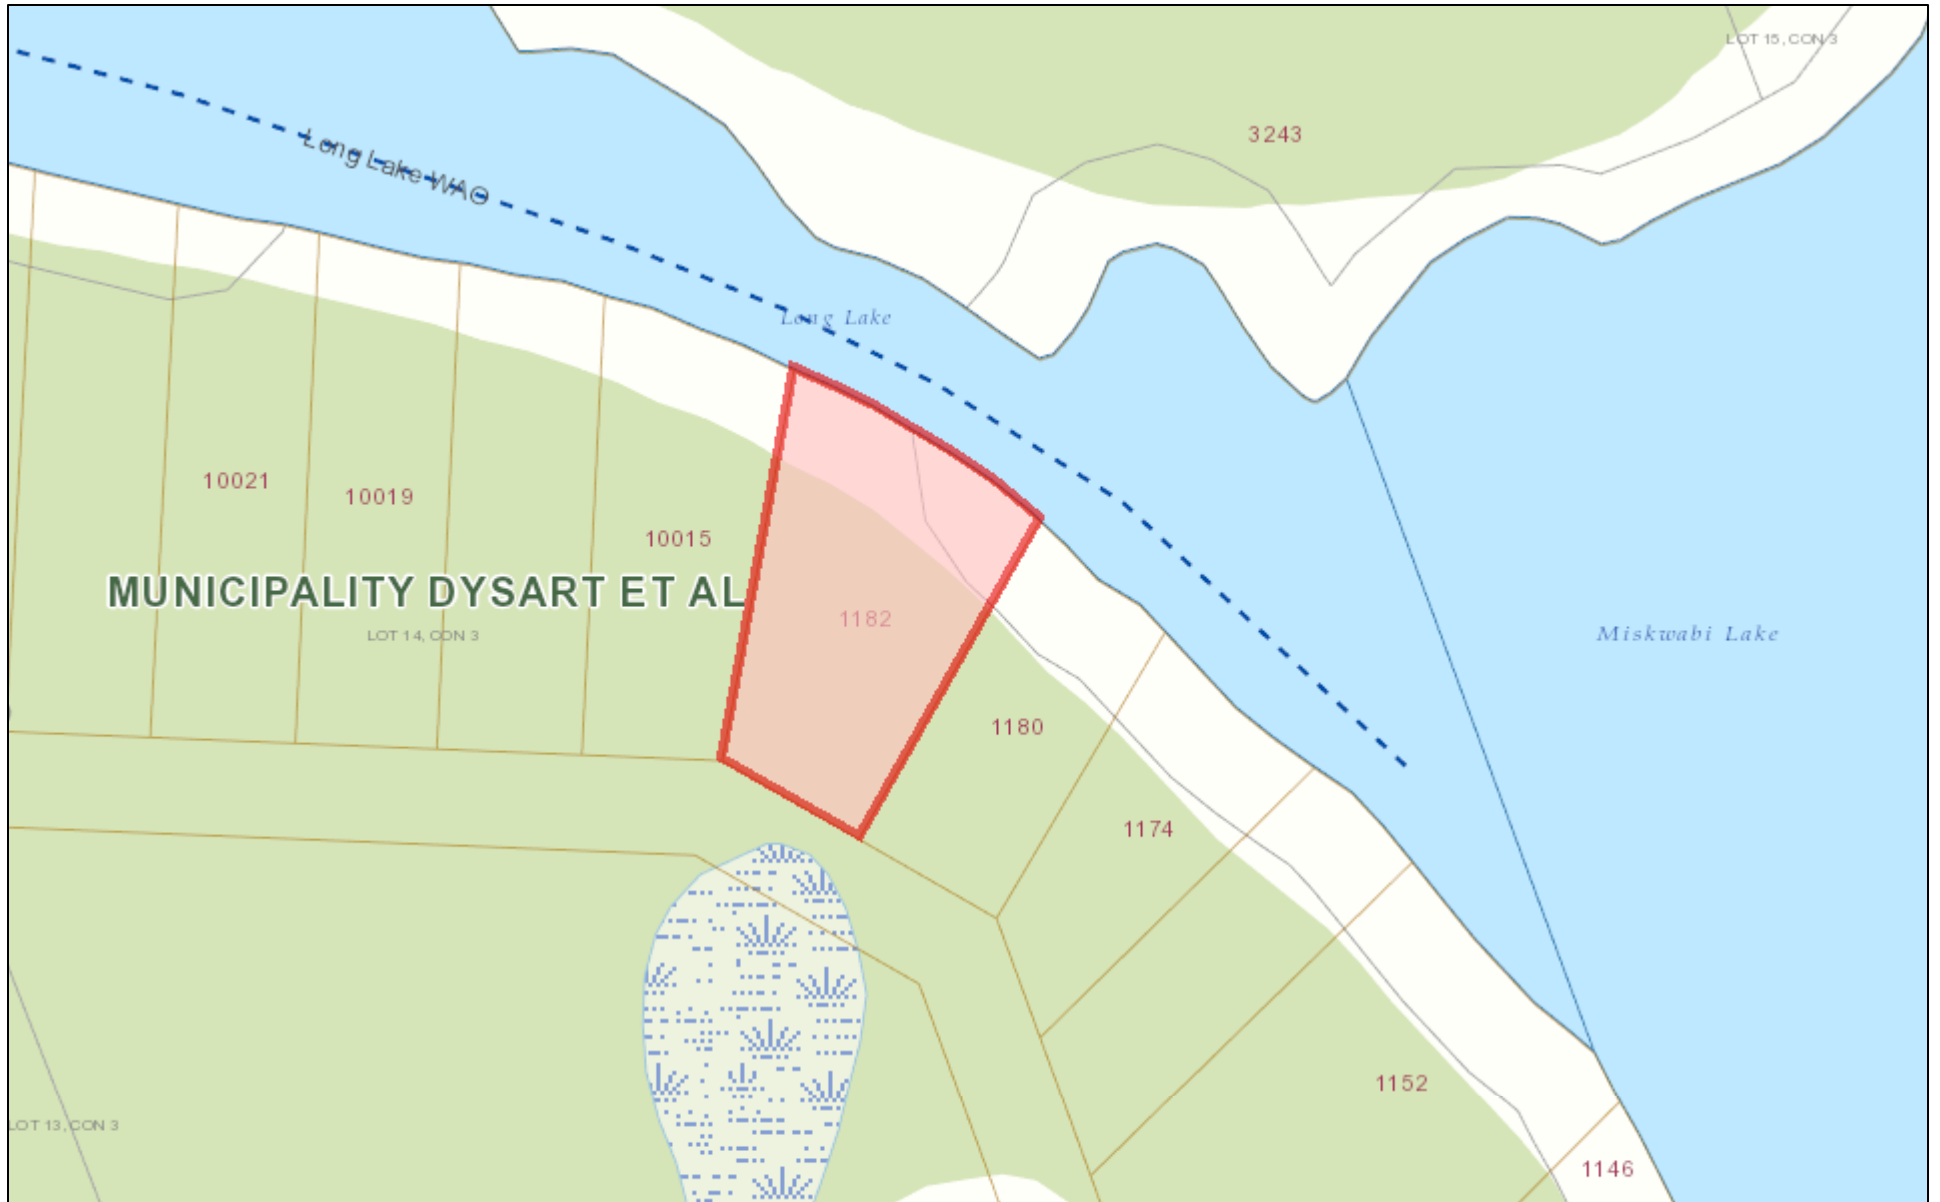 LOT 15, CON 3
3243
Long Lake WAO
Long Lake
10021
10019
10015
MUNICIPALITY DYSART ET AL
LOT 14, CON 3
1182
Miskwabi Lake
1180
1174
1152
LOT 13, CON 3
1146